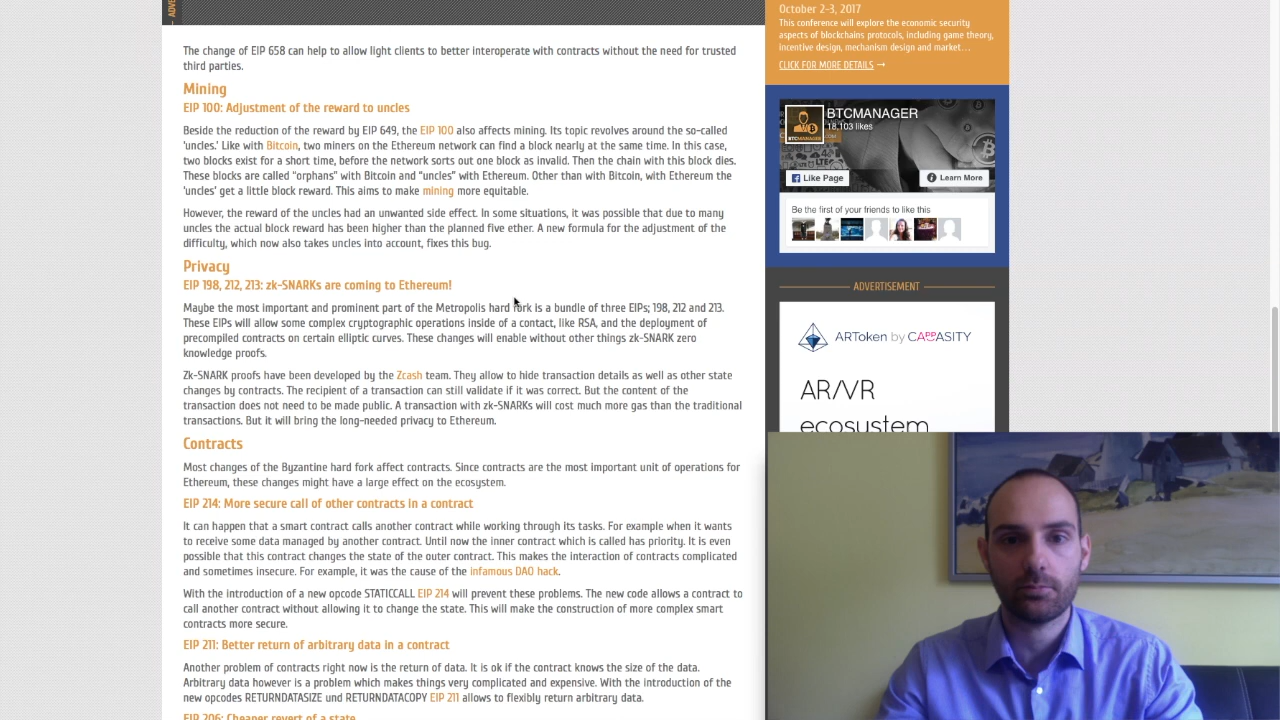 ADVE
The change of EIP 658 can help to allow light clients to better interoperate with contracts without the need for trusted
third parties.
Mining
EIP 100: Adjustment of the reward to uncles
Beside the reduction of the reward by EIP 649, the EIP 100 also affects mining. Its topic revolves around the so-called
'uncles.' Like with Bitcoin, two miners on the Ethereum network can find a block nearly at the same time. In this case,
two blocks exist for a short time, before the network sorts out one block as invalid. Then the chain with this block dies.
These blocks are called "orphans" with Bitcoin and "uncles" with Ethereum. Other than with Bitcoin, with Ethereum the
'uncles' get a little block reward. This aims to make mining more equitable.
However, the reward of the uncles had an unwanted side effect. In some situations, it was possible that due to many
uncles the actual block reward has been higher than the planned five ether. A new formula for the adjustment of the
difficulty, which now also takes uncles into account, fixes this bug.
Privacy
EIP 198, 212, 213: zk-SNARKs are coming to Ethereum!
Maybe the most important and prominent part of the Metropolis hard fork is a bundle of three EIPs; 198, 212 and 213.
These EIPs will allow some complex cryptographic operations inside of a contact, like RSA, and the deployment of
precompiled contracts on certain elliptic curves. These changes will enable without other things zk-SNARK zero
knowledge proofs.
Zk-SNARK proofs have been developed by the Zcash team. They allow to hide transaction details as well as other state
changes by contracts. The recipient of a transaction can still validate if it was correct. But the content of the
transaction does not need to be made public. A transaction with zk-SNARKs will cost much more gas than the traditional
transactions. But it will bring the long-needed privacy to Ethereum.
Contracts
Most changes of the Byzantine hard fork affect contracts. Since contracts are the most important unit of operations for
Ethereum, these changes might have a large effect on the ecosystem.
EIP 214: More secure call of other contracts in a contract
It can happen that a smart contract calls another contract while working through its tasks. For example when it wants
to receive some data managed by another contract. Until now the inner contract which is called has priority. It is even
possible that this contract changes the state of the outer contract. This makes the interaction of contracts complicated
and sometimes insecure. For example, it was the cause of the infamous DAO hack.
With the introduction of a new opcode STATICCALL EIP 214 will prevent these problems. The new code allows a contract to
call another contract without allowing it to change the state. This will make the construction of more complex smart
contracts more secure.
EIP 211: Better return of arbitrary data in a contract
Another problem of contracts right now is the return of data. It is ok if the contract knows the size of the data.
Arbitrary data however is a problem which makes things very complicated and expensive. With the introduction of the
new opcodes RETURNDATASIZE und RETURNDATACOPY EIP 211 allows to flexibly return arbitrary data.
EIP 206: Cheaper revert of a state
October 2-3, 2017
This conference will explore the economic security
aspects of blockchains protocols, including game theory,
incentive design, mechanism design and market…
CLICK FOR MORE DETAILS →
BTCMANAGER
18,103 likes
BTCMANAGER
Like Page
Learn More
Be the first of your friends to like this
ADVERTISEMENT
ARToken by CAPPASITY
AR/VR
ecosystem